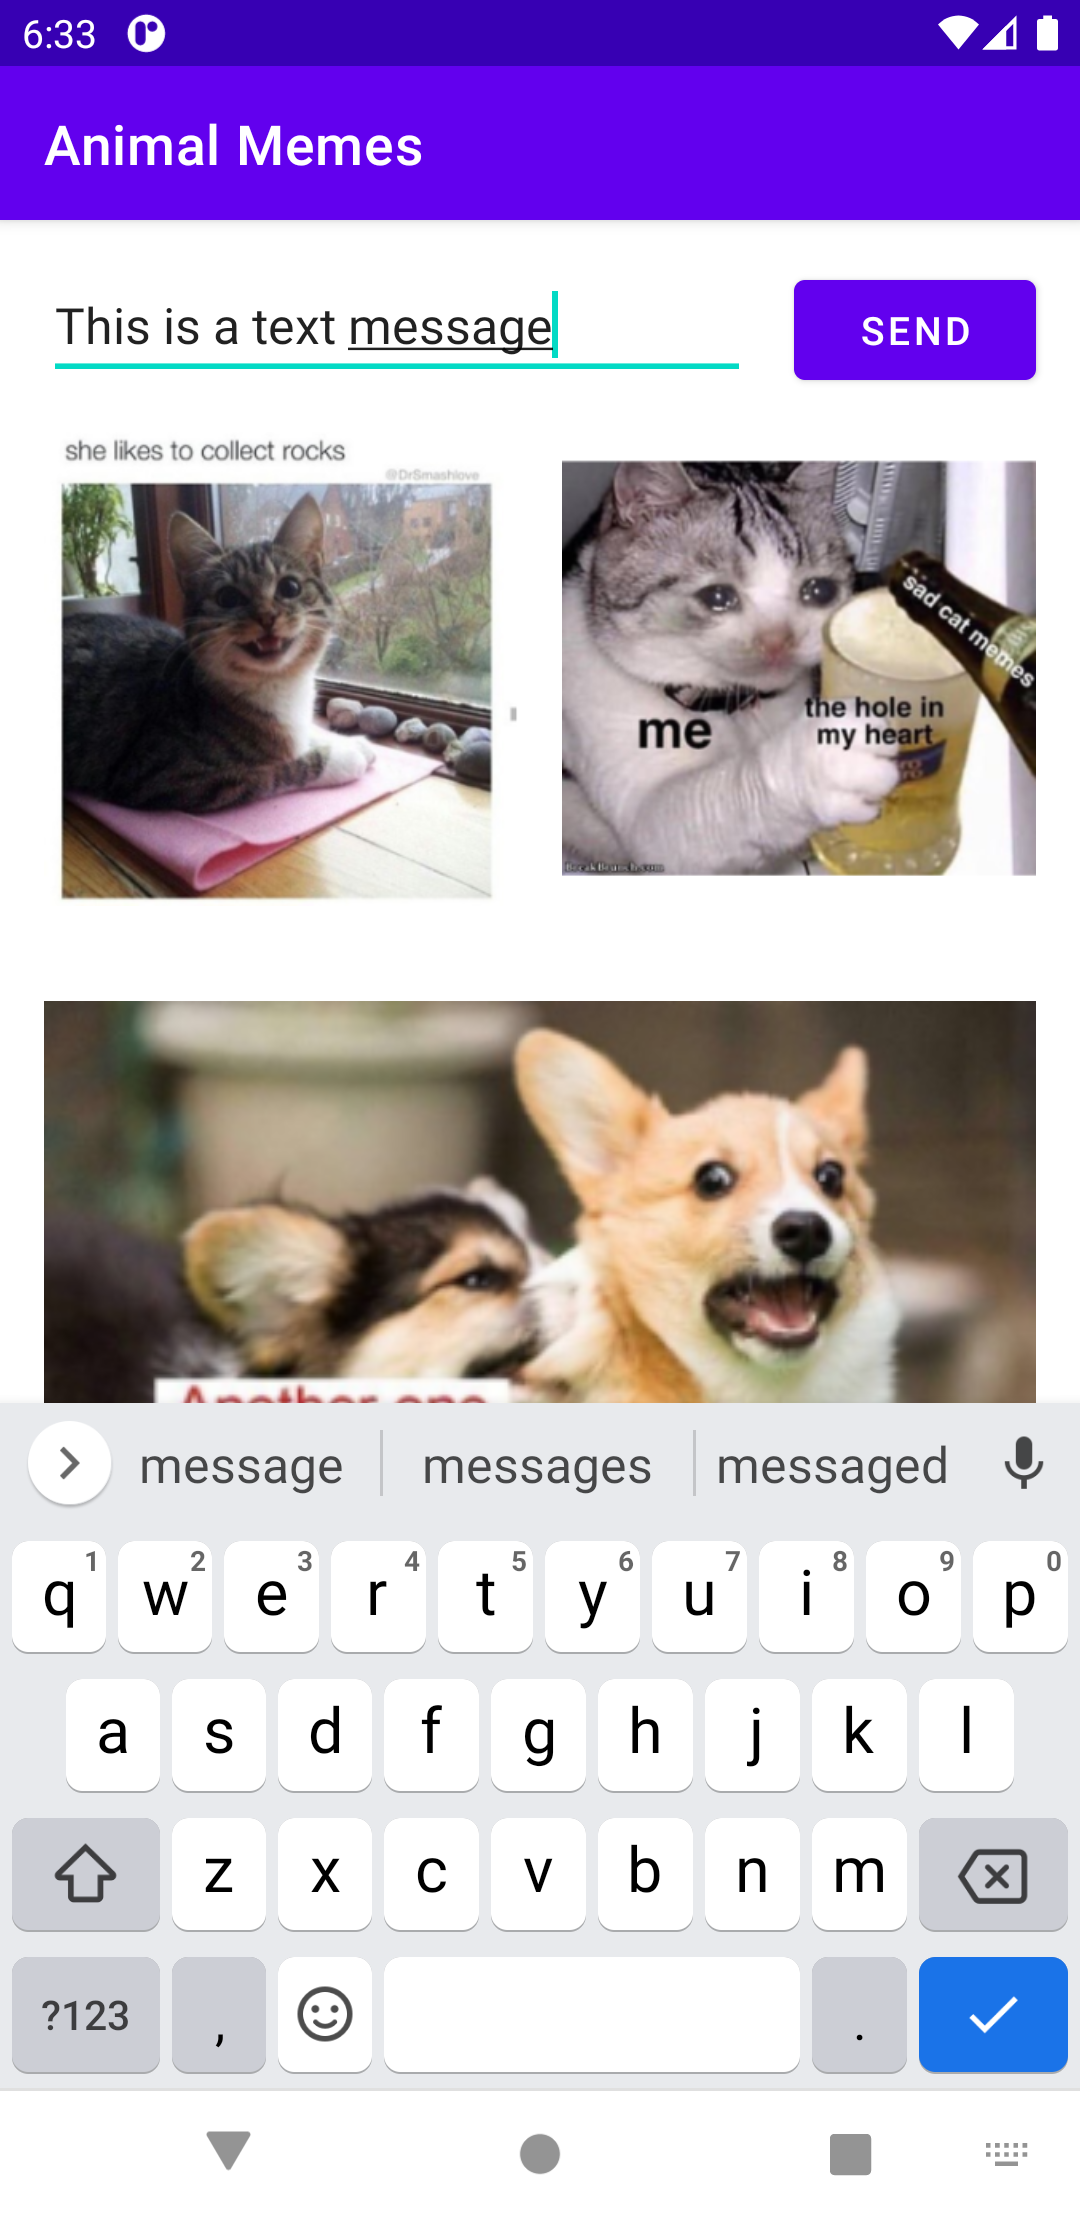 6:33
Animal Memes
This is a text message
SEND
she likes to collect rocks
@DrSmashlove
sad cat memes
me
the hole in
my heart
Another one
message
messages
messaged
q 1 w 2 e 3 r 4 t 5 y 6 u 7 i 8 o 9 p 0
a s d f g h j k l
z x c v b n m
?123 , .